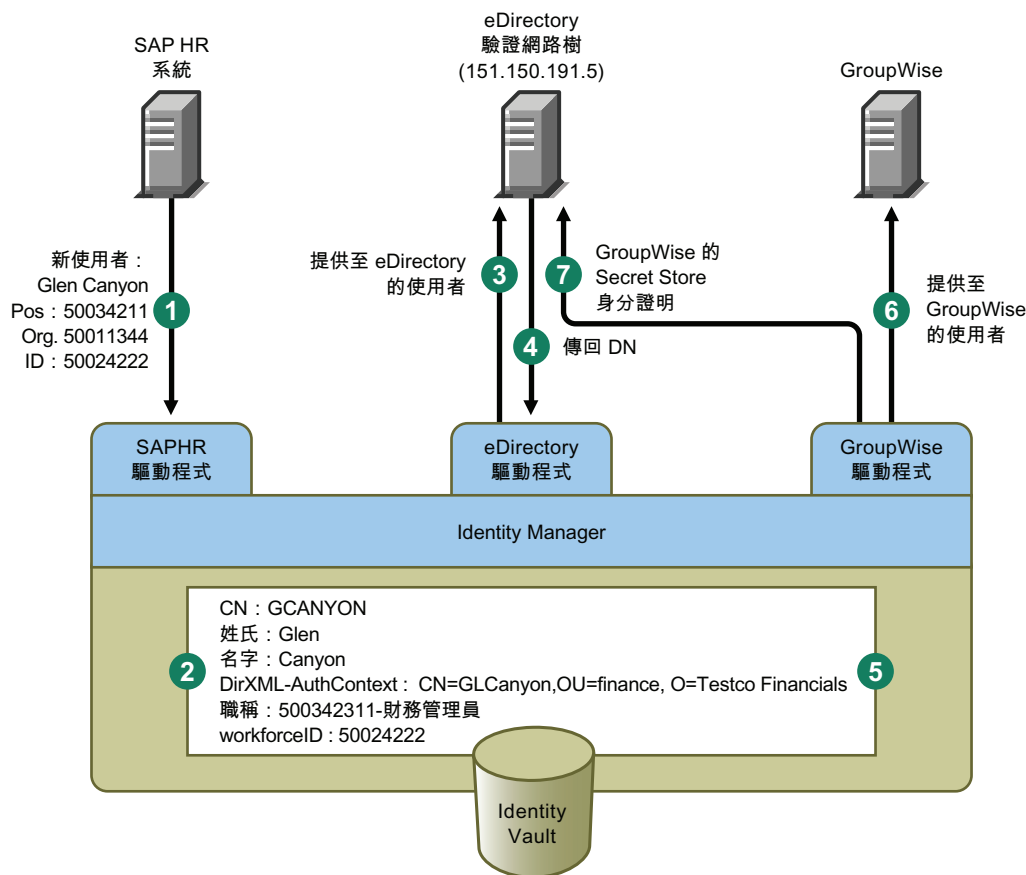 SAP HR
系統
eDirectory
驗證網路樹
(151.150.191.5)
GroupWise
新使用者：
Glen Canyon
Pos：50034211
Org. 50011344
ID：50024222
1
提供至 eDirectory
的使用者
3
4
傳回 DN
7
GroupWise 的
Secret Store
身分證明
6
提供至
GroupWise
的使用者
SAPHR
驅動程式
eDirectory
驅動程式
GroupWise
驅動程式
Identity Manager
2
CN：GCANYON
姓氏：Glen
名字：Canyon
DirXML-AuthContext： CN=GLCanyon,OU=finance, O=Testco Financials
職稱：500342311-財務管理員
workforceID : 50024222
5
Identity
Vault